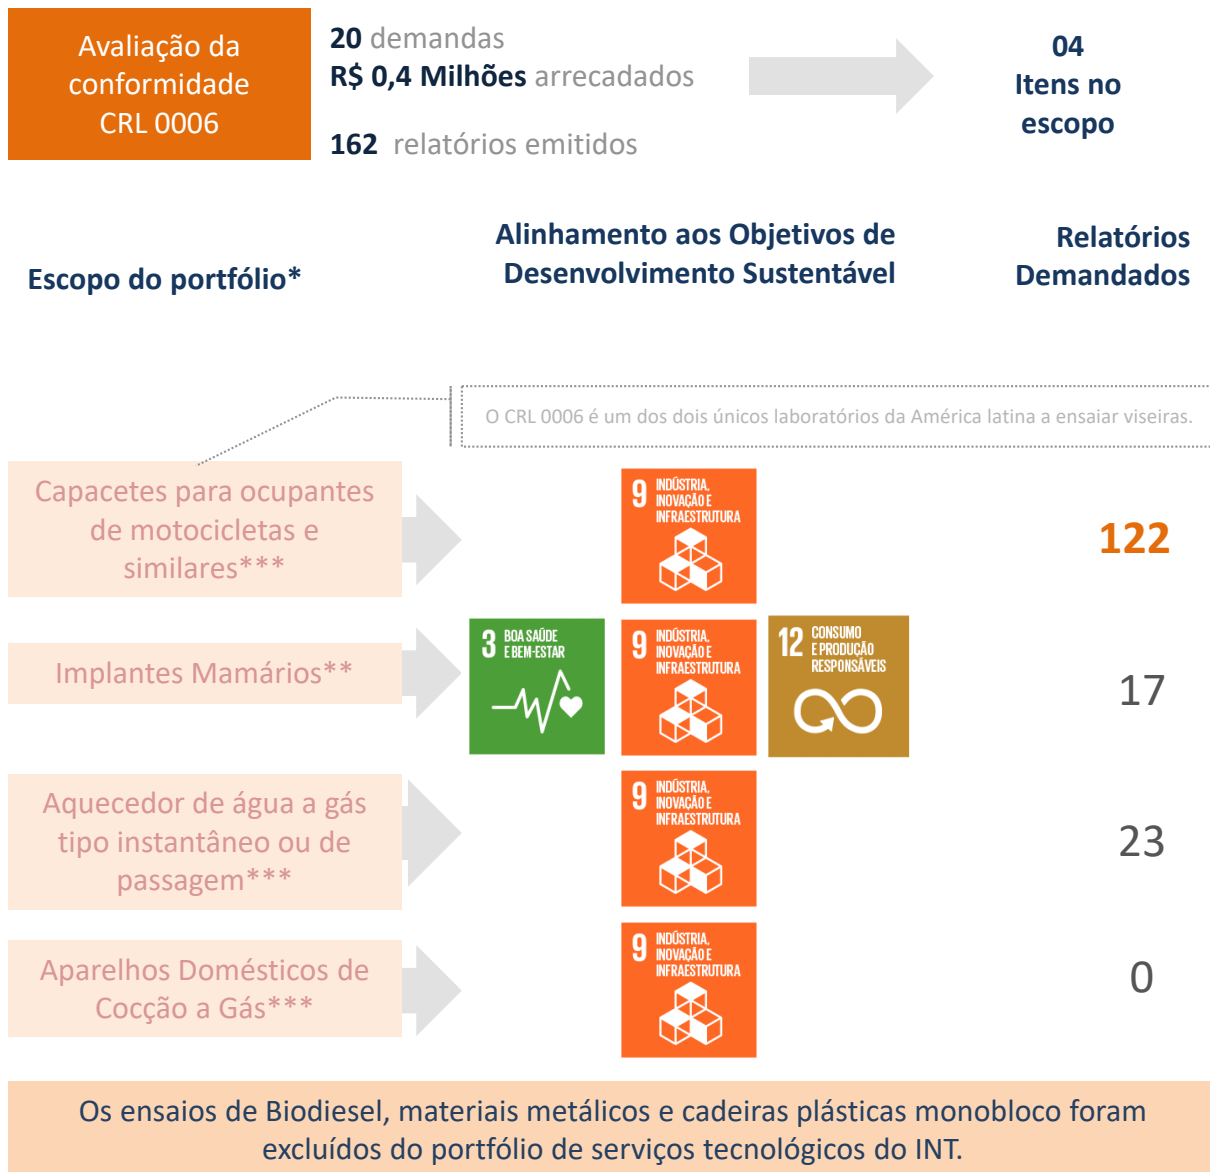 Avaliação da
conformidade
CRL 0006
20 demandas
R$ 0,4 Milhões arrecadados
162 relatórios emitidos
04
Itens no
escopo
Escopo do portfólio*
Alinhamento aos Objetivos de
Desenvolvimento Sustentável
Relatórios
Demandados
O CRL 0006 é um dos dois únicos laboratórios da América latina a ensaiar viseiras.
Capacetes para ocupantes
de motocicletas e
similares***
9 INDÚSTRIA,
INOVAÇÃO E
INFRAESTRUTURA
122
Implantes Mamários**
3 BOA SAÚDE
E BEM-ESTAR
9 INDÚSTRIA,
INOVAÇÃO E
INFRAESTRUTURA
12 CONSUMO
E PRODUÇÃO
RESPONSÁVEIS
17
Aquecedor de água a gás
tipo instantâneo ou de
passagem***
9 INDÚSTRIA,
INOVAÇÃO E
INFRAESTRUTURA
23
Aparelhos Domésticos de
Cocção a Gás***
9 INDÚSTRIA,
INOVAÇÃO E
INFRAESTRUTURA
0
Os ensaios de Biodiesel, materiais metálicos e cadeiras plásticas monobloco foram
excluídos do portfólio de serviços tecnológicos do INT.